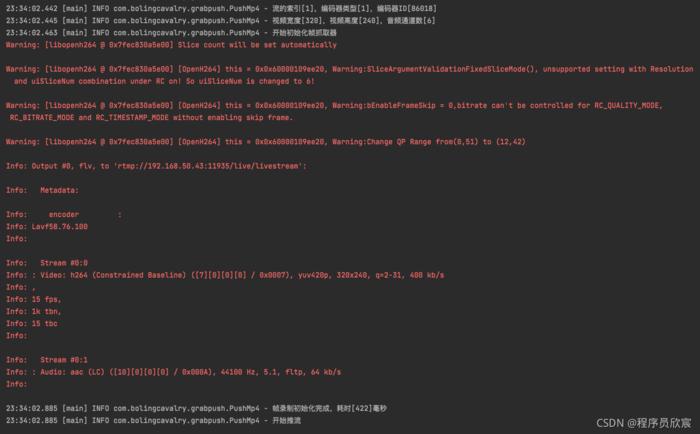 23:34:02.442 [main] INFO com.bolingcavalry.grabpush.PushMp4 - 流的索引[1]，编码器类型[1]，编码器ID[86018]
23:34:02.445 [main] INFO com.bolingcavalry.grabpush.PushMp4 - 视频宽度[320]，视频高度[240]，音频通道数[6]
23:34:02.463 [main] INFO com.bolingcavalry.grabpush.PushMp4 - 开始初始化帧抓取器
Warning: [libopenh264 @ 0x7fec830a5e00] Slice count will be set automatically
Warning: [libopenh264 @ 0x7fec830a5e00] [OpenH264] this = 0x0x60000109ee20, Warning:SliceArgumentValidationFixedSliceMode(), unsupported setting with Resolution
and uiSliceNum combination under RC on! So uiSliceNum is changed to 6!
Warning: [libopenh264 @ 0x7fec830a5e00] [OpenH264] this = 0x0x60000109ee20, Warning:bEnableFrameSkip = 0,bitrate can't be controlled for RC_QUALITY_MODE,
RC_BITRATE_MODE and RC_TIMESTAMP_MODE without enabling skip frame.
Warning: [libopenh264 @ 0x7fec830a5e00] [OpenH264] this = 0x0x60000109ee20, Warning:Change QP Range from(0,51) to (12,42)
Info: Output #0, flv, to 'rtmp://192.168.50.43:11935/live/livestream':
Info:   Metadata:
Info:     encoder         :
Info: Lavf58.76.100
Info:
Info:   Stream #0:0
Info: : Video: h264 (Constrained Baseline) ([7][0][0][0] / 0x0007), yuv420p, 320x240, q=2-31, 400 kb/s
Info: ,
Info: 15 fps,
Info: 1k tbn,
Info: 15 tbc
Info:
Info:   Stream #0:1
Info: : Audio: aac (LC) ([10][0][0][0] / 0x000A), 44100 Hz, 5.1, fltp, 64 kb/s
Info:
23:34:02.885 [main] INFO com.bolingcavalry.grabpush.PushMp4 - 帧录制初始化完成，耗时[422]毫秒
23:34:02.885 [main] INFO com.bolingcavalry.grabpush.PushMp4 - 开始推流
CSDN @程序员欣宸